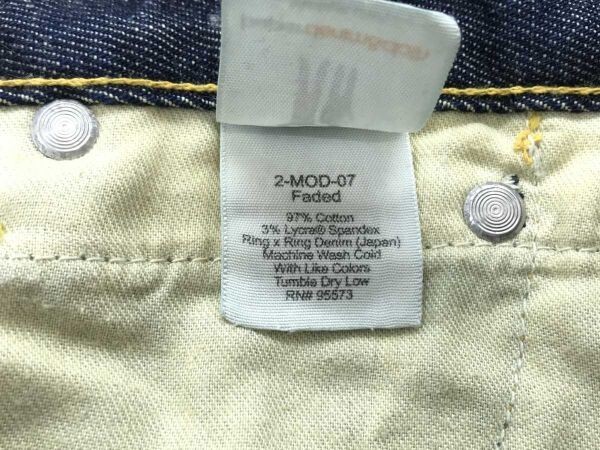 2-MOD-07
Faded
97% Cotton
3% Lycra® Spandex
Ring x Ring Denim (Japan)
Machine Wash Cold
With Like Colors
Tumble Dry Low
RN# 95573